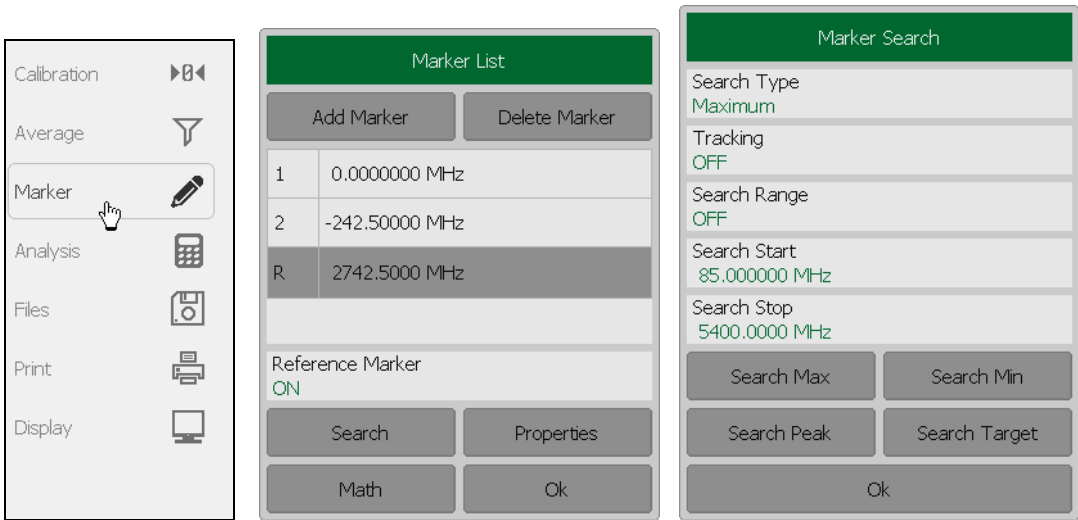 Calibration
Average
Marker
Analysis
Files
Print
Display
Marker List
Add Marker Delete Marker
1 0.0000000 MHz
2 -242.50000 MHz
R 2742.5000 MHz
Reference Marker
ON
Search Properties
Math Ok
Marker Search
Search Type
Maximum
Tracking
OFF
Search Range
OFF
Search Start
85.000000 MHz
Search Stop
5400.0000 MHz
Search Max Search Min
Search Peak Search Target
Ok